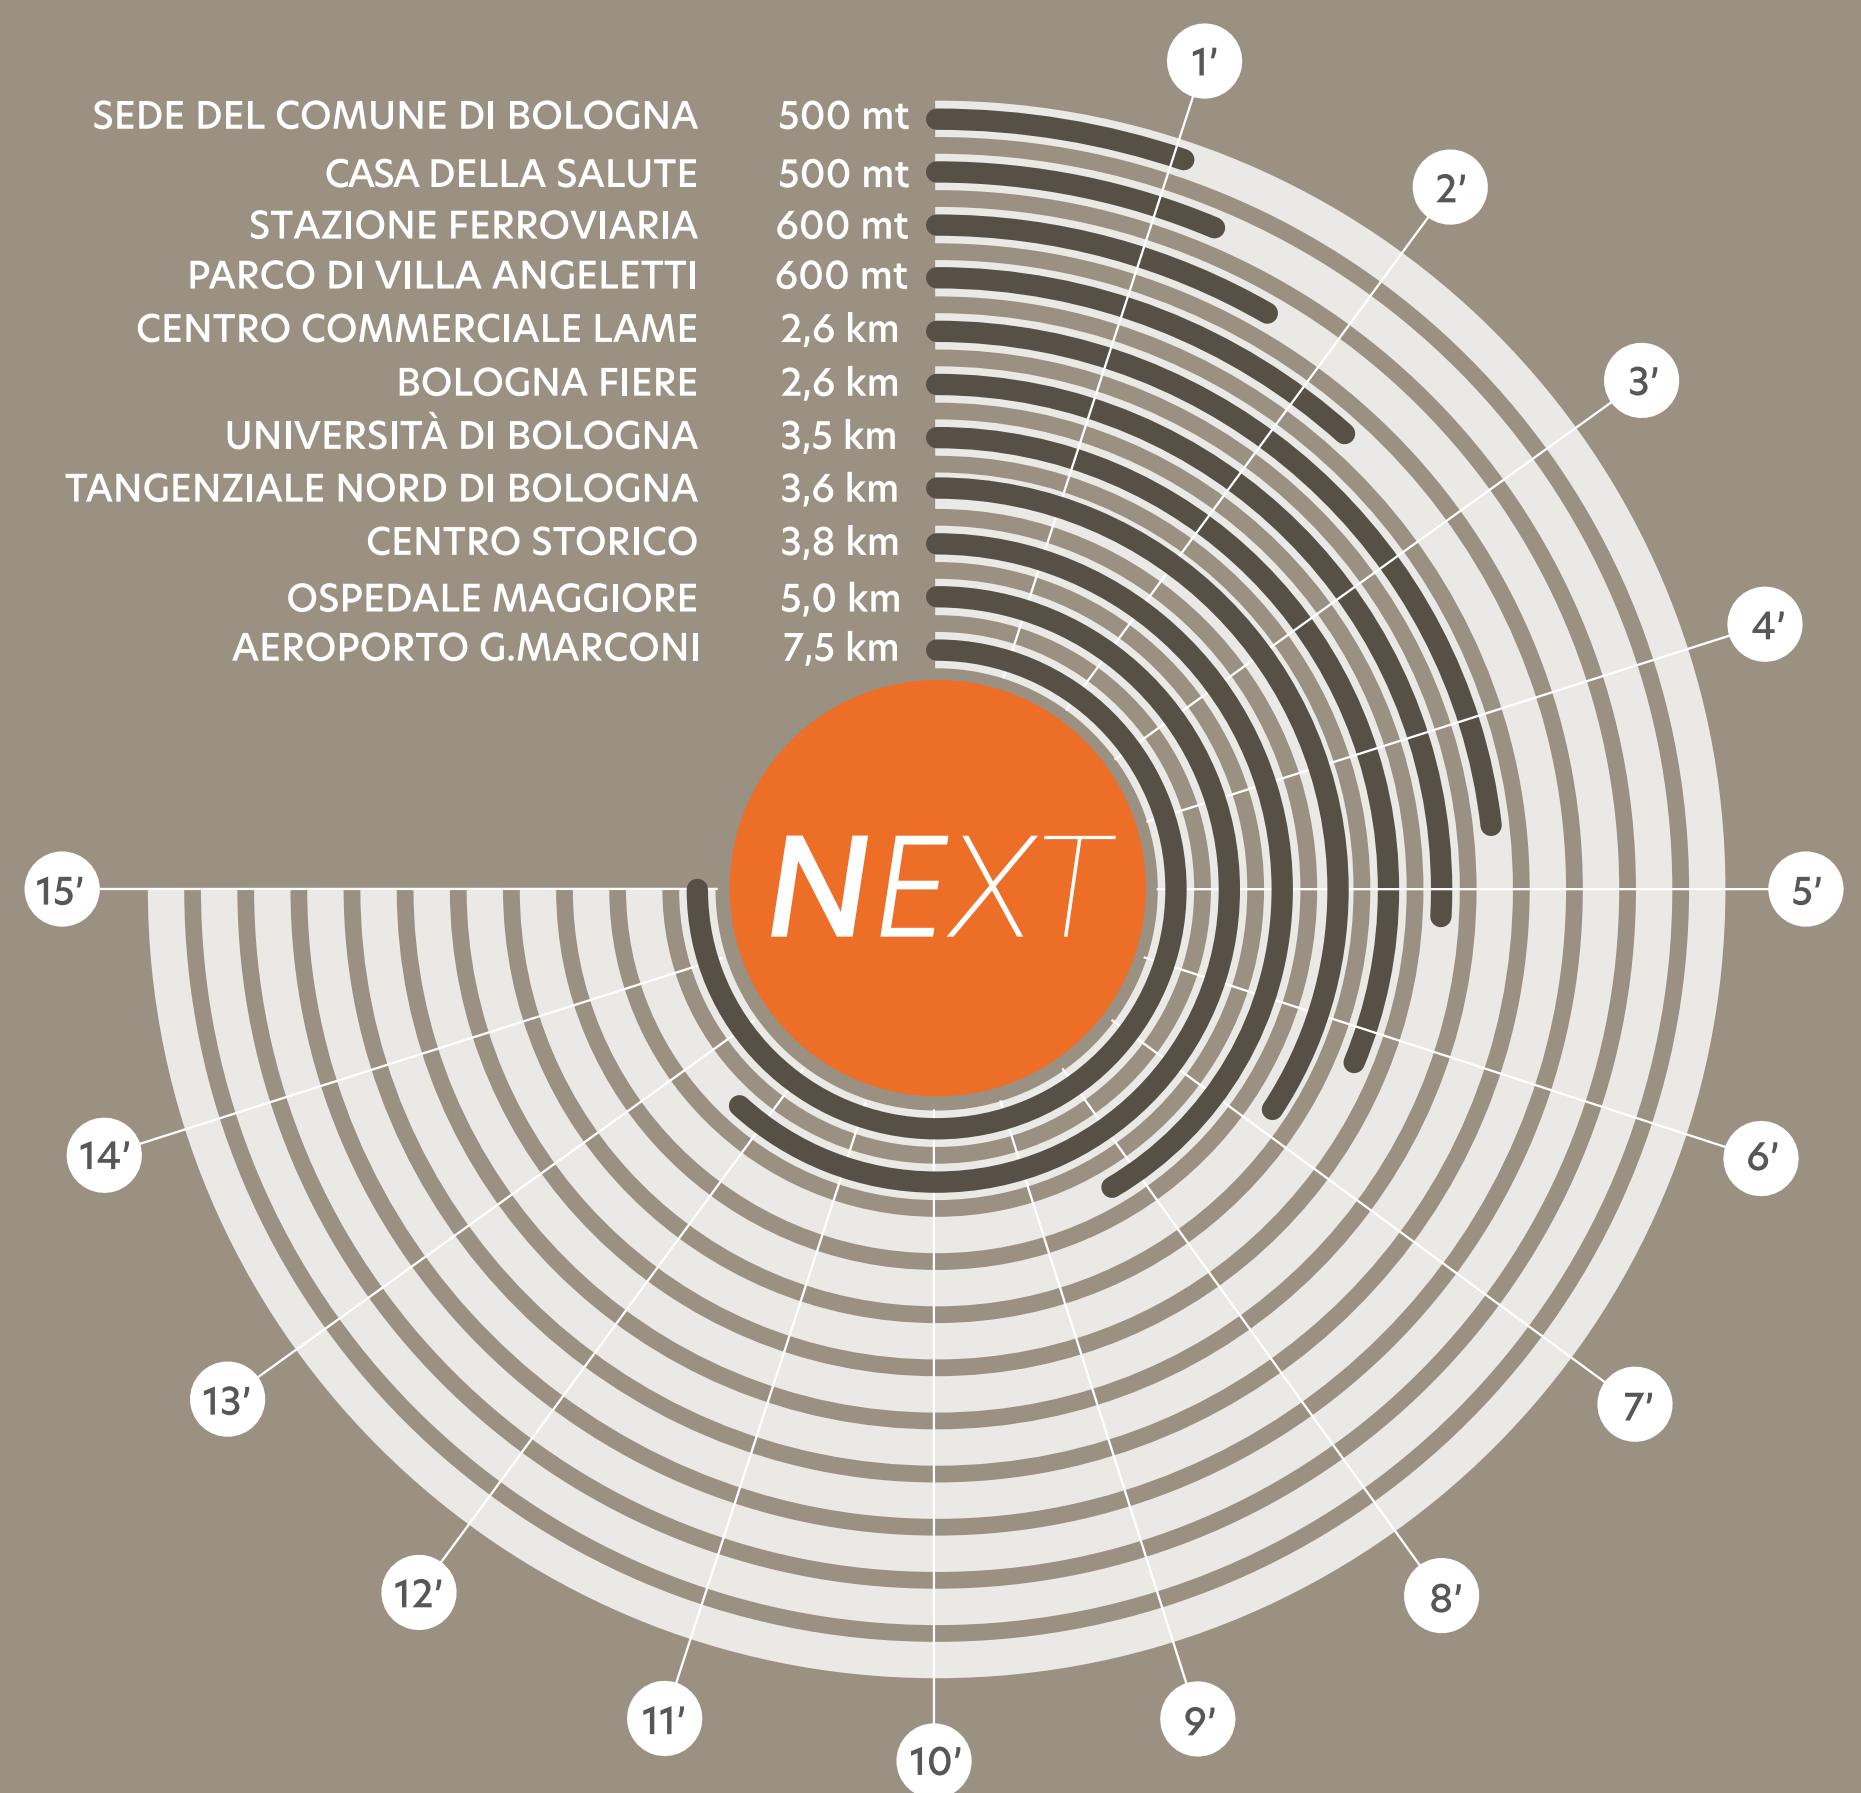 SEDE DEL COMUNE DI BOLOGNA 500 mt
CASA DELLA SALUTE 500 mt
STAZIONE FERROVIARIA 600 mt
PARCO DI VILLA ANGELETTI 600 mt
CENTRO COMMERCIALE LAME 2,6 km
BOLOGNA FIERE 2,6 km
UNIVERSITÀ DI BOLOGNA 3,5 km
TANGENZIALE NORD DI BOLOGNA 3,6 km
CENTRO STORICO 3,8 km
OSPEDALE MAGGIORE 5,0 km
AEROPORTO G.MARCONI 7,5 km
NEXT
1'
2'
3'
4'
5'
6'
7'
8'
9'
10'
11'
12'
13'
14'
15'